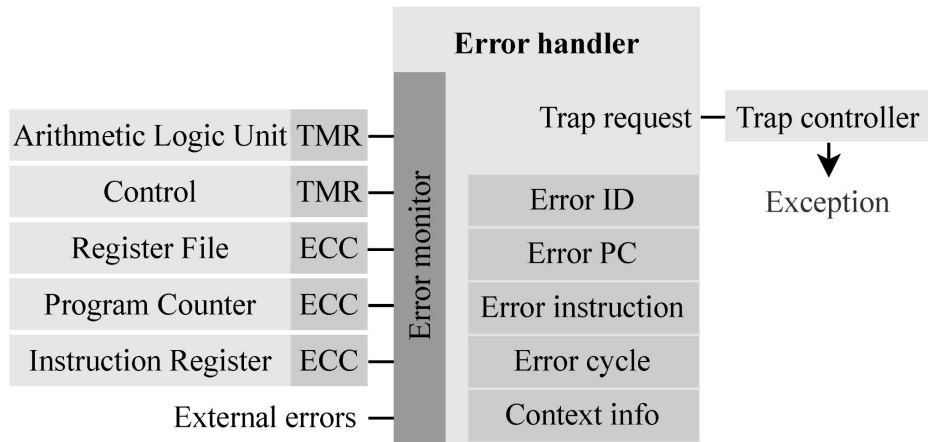 Error handler
Arithmetic Logic Unit TMR
Control TMR
Register File ECC
Program Counter ECC
Instruction Register ECC
External errors
Error monitor
Trap request
Trap controller
Exception
Error ID
Error PC
Error instruction
Error cycle
Context info